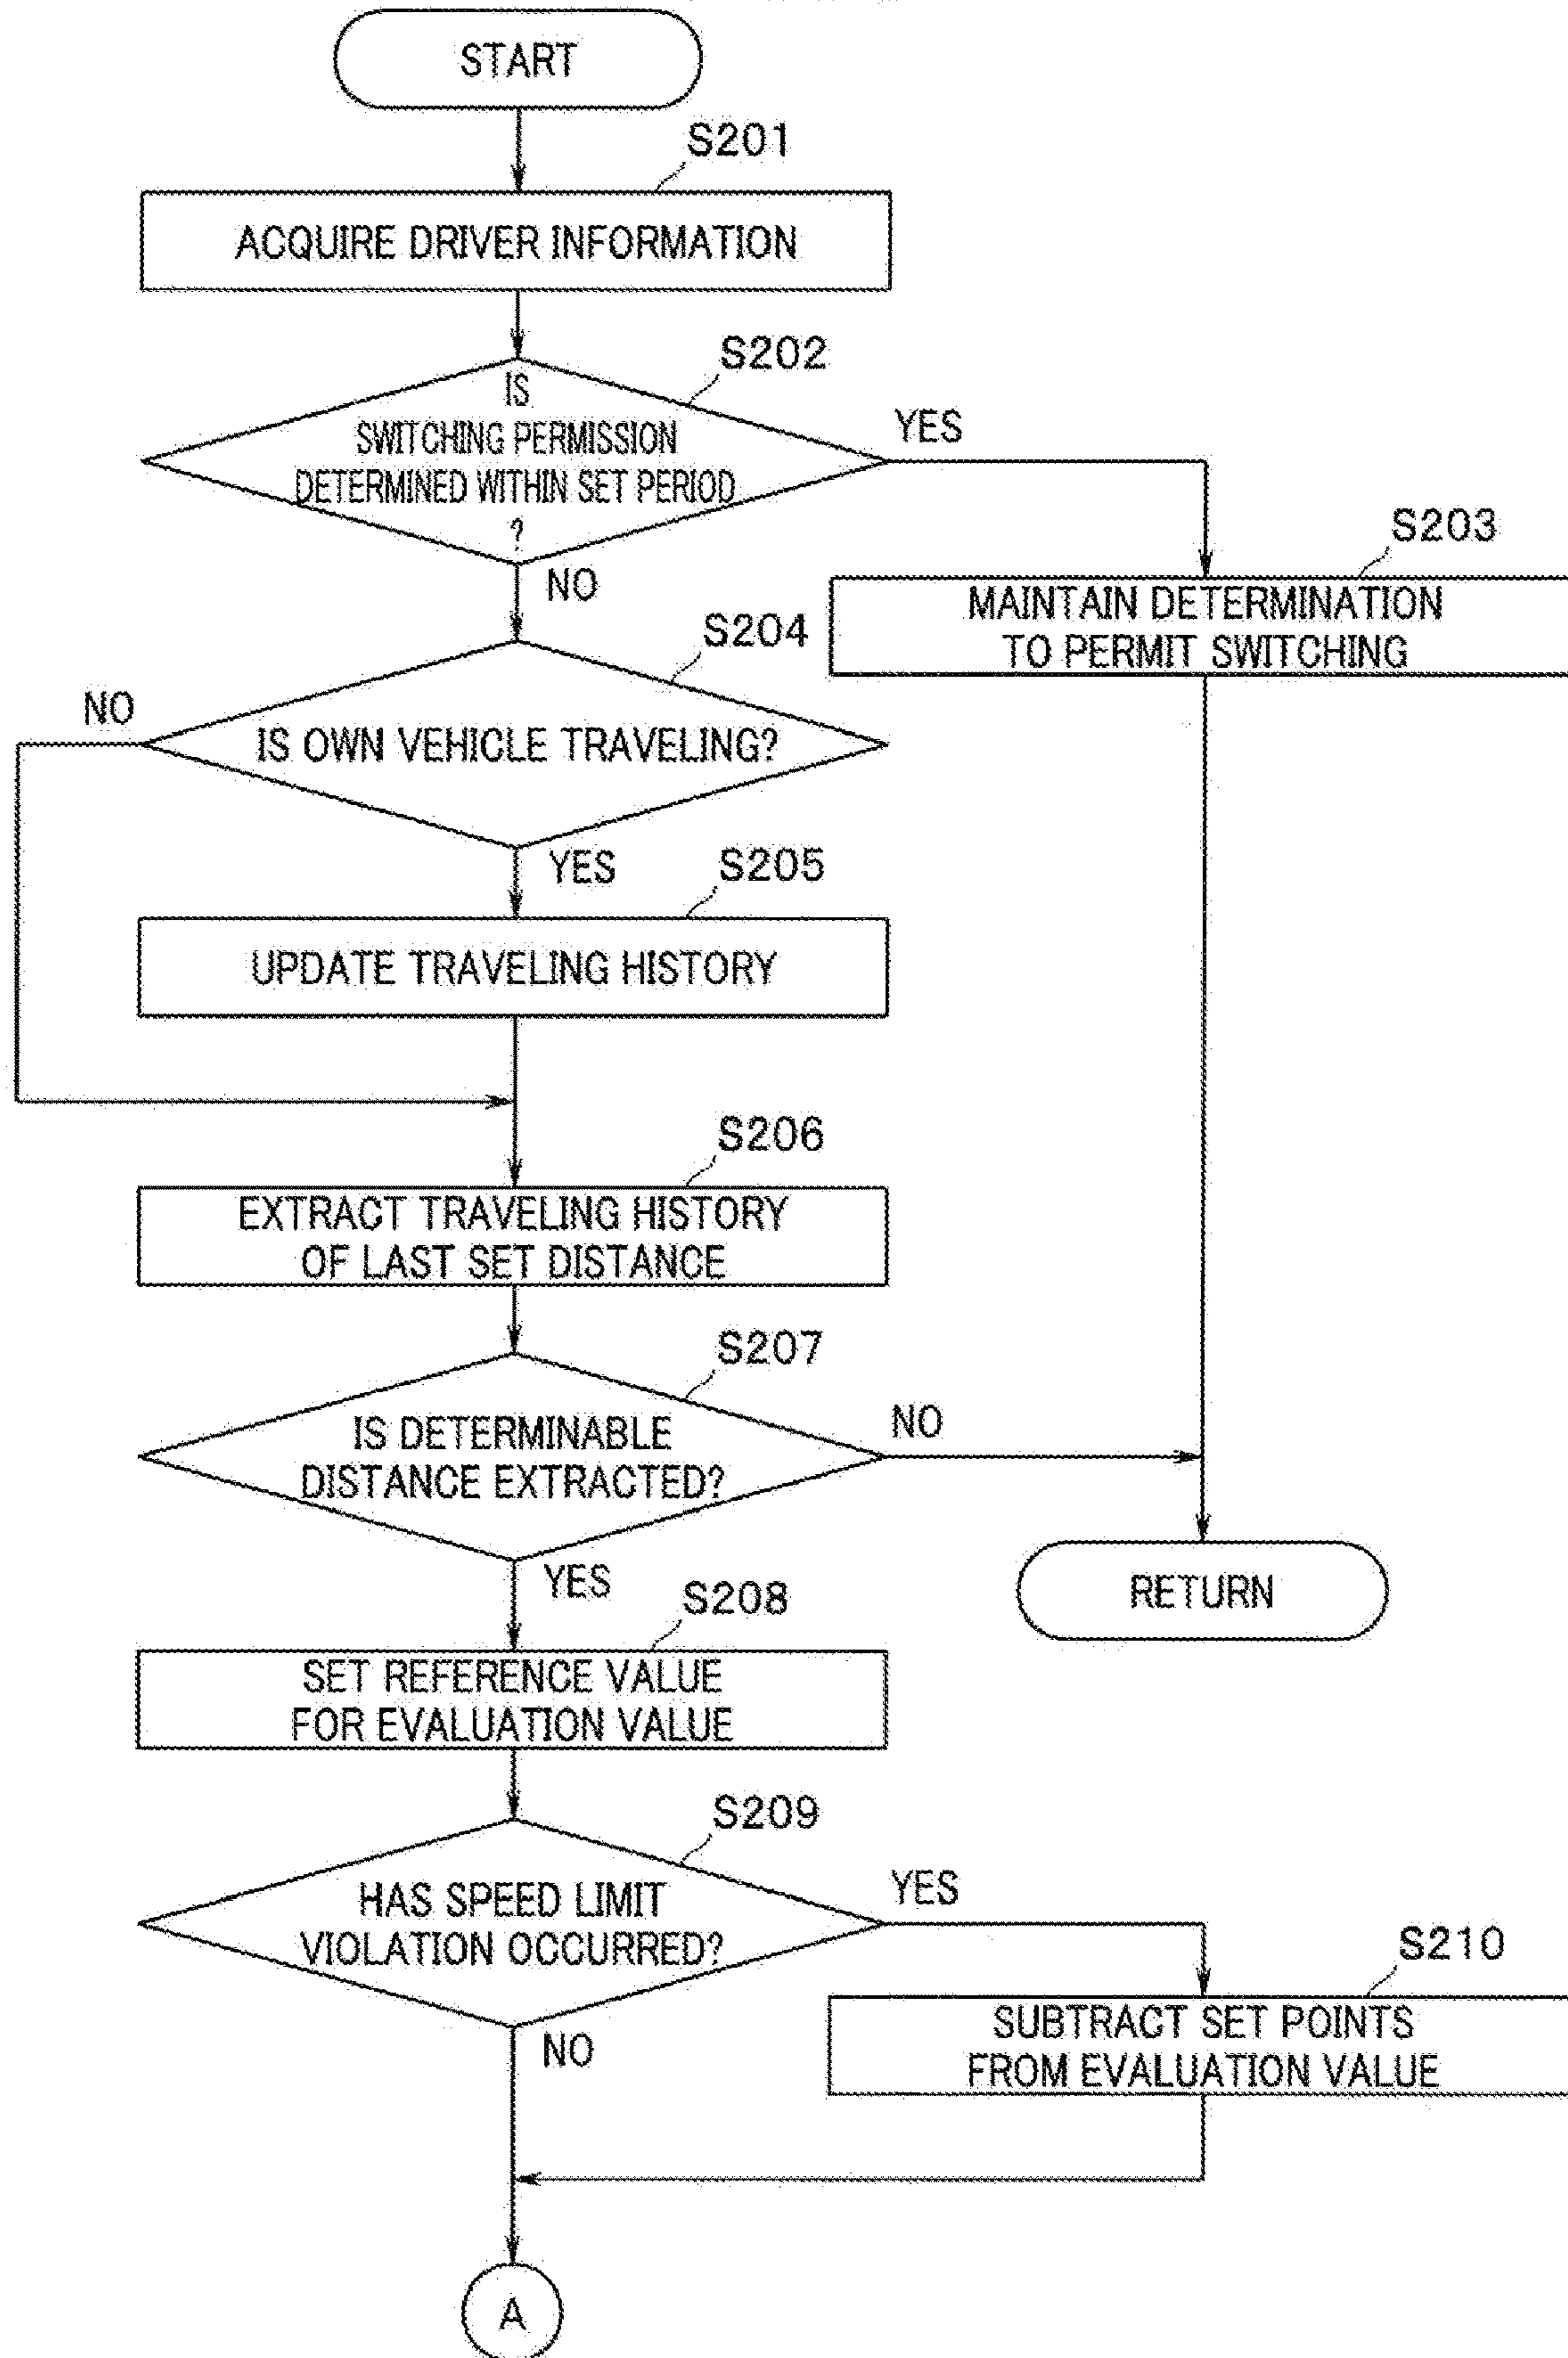 START
S201
ACQUIRE DRIVER INFORMATION
S202
IS
SWITCHING PERMISSION
DETERMINED WITHIN SET PERIOD
?
YES
NO
S203
MAINTAIN DETERMINATION
TO PERMIT SWITCHING
S204
NO
IS OWN VEHICLE TRAVELING?
YES
S205
UPDATE TRAVELING HISTORY
S206
EXTRACT TRAVELING HISTORY
OF LAST SET DISTANCE
S207
IS DETERMINABLE
DISTANCE EXTRACTED?
NO
YES
RETURN
S208
SET REFERENCE VALUE
FOR EVALUATION VALUE
S209
HAS SPEED LIMIT
VIOLATION OCCURRED?
YES
NO
S210
SUBTRACT SET POINTS
FROM EVALUATION VALUE
A